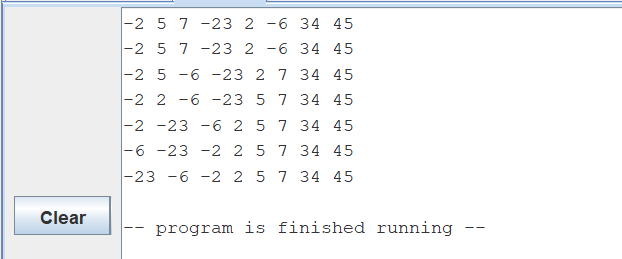 -2 5 7 -23 2 -6 34 45
-2 5 7 -23 2 -6 34 45
-2 5 -6 -23 2 7 34 45
-2 2 -6 -23 5 7 34 45
-2 -23 -6 2 5 7 34 45
-6 -23 -2 2 5 7 34 45
-23 -6 -2 2 5 7 34 45
Clear
-- program is finished running --